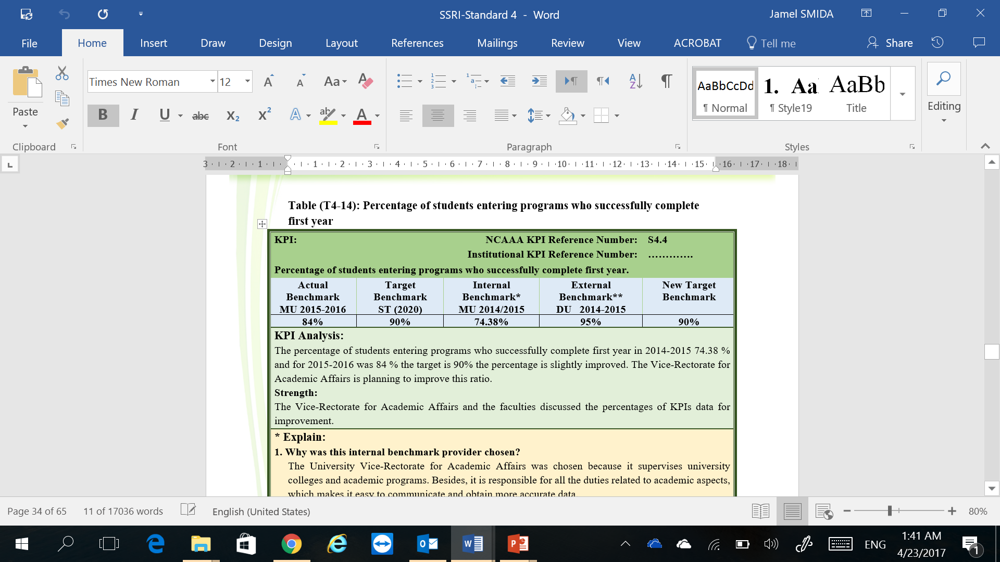 SSRI-Standard 4 - Word
Jamel SMIDA
File Home Insert Draw Design Layout References Mailings Review View ACROBAT Tell me Share
Paste
Clipboard
Times New Roman 12
Aa
B I U abc X₂ X² A ab A
Font
Paragraph
AaBbCcDd 1. Aa AaBb
¶ Normal ¶ Style19 Title
Styles
Editing
3 2 1 1 2 3 4 5 6 7 8 9 10 11 12 13 14 15 16 17 18
Table (T4-14): Percentage of students entering programs who successfully complete
first year
KPI: NCAAA KPI Reference Number: S4.4
Institutional KPI Reference Number: ………….
Percentage of students entering programs who successfully complete first year.
Actual Target Internal External New Target
Benchmark Benchmark Benchmark* Benchmark** Benchmark
MU 2015-2016 ST (2020) MU 2014/2015 DU 2014-2015
84% 90% 74.38% 95% 90%
KPI Analysis:
The percentage of students entering programs who successfully complete first year in 2014-2015 74.38 %
and for 2015-2016 was 84 % the target is 90% the percentage is slightly improved. The Vice-Rectorate for
Academic Affairs is planning to improve this ratio.
Strength:
The Vice-Rectorate for Academic Affairs and the faculties discussed the percentages of KPIs data for
improvement.
* Explain:
1. Why was this internal benchmark provider chosen?
The University Vice-Rectorate for Academic Affairs was chosen because it supervises university
colleges and academic programs. Besides, it is responsible for all the duties related to academic aspects,
which makes it easy to communicate and obtain more accurate data.
Page 34 of 65 11 of 17036 words English (United States) 80%
ENG
1:41 AM
4/23/2017
1